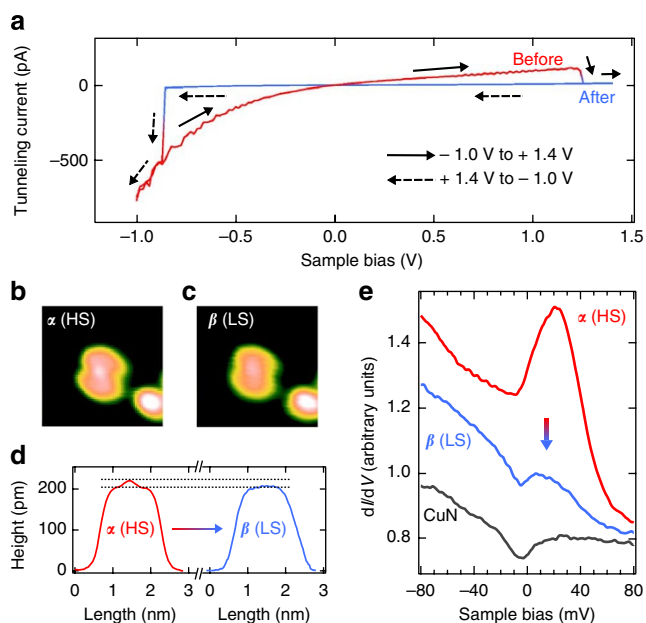 a
Tunneling current (pA)
0
−500
Before
After
− 1.0 V to + 1.4 V
+ 1.4 V to − 1.0 V
−1.0 −0.5 0.0 0.5 1.0 1.5
Sample bias (V)
b
α (HS)
c
β (LS)
d
Height (pm)
200
100
0
α (HS)
β (LS)
0 1 2 3 0 1 2 3
Length (nm) Length (nm)
e
dI/dV (arbitrary units)
1.4
1.2
1.0
0.8
α (HS)
β (LS)
CuN
−80 −40 0 40 80
Sample bias (mV)